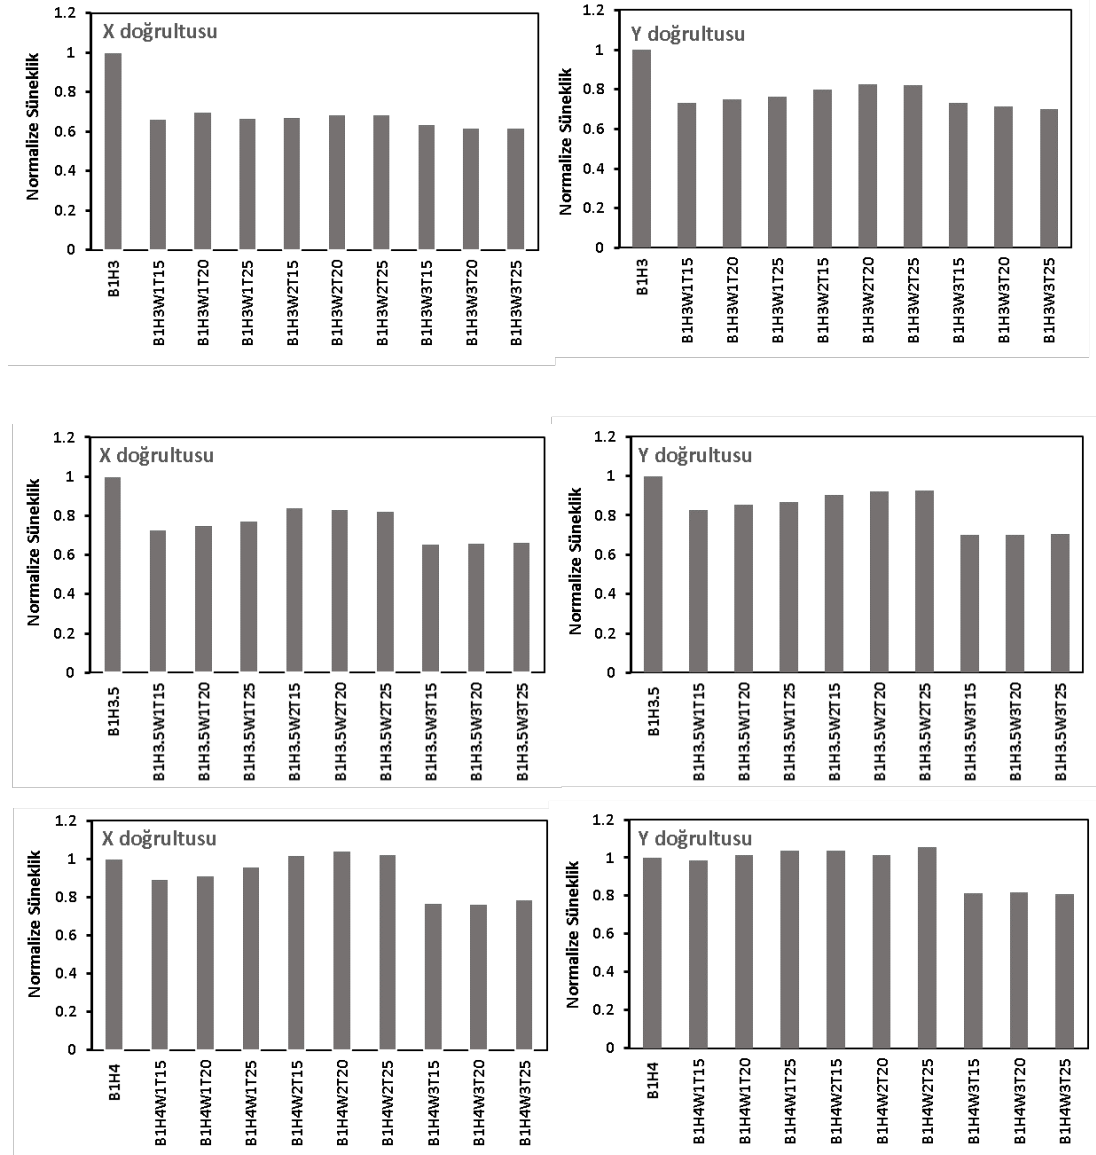 X doğrultusu
Normalize Süneklik
1.2
1
0.8
0.6
0.4
0.2
0
B1H3
B1H3W1T15
B1H3W1T20
B1H3W1T25
B1H3W2T15
B1H3W2T20
B1H3W2T25
B1H3W3T15
B1H3W3T20
B1H3W3T25
Y doğrultusu
Normalize Süneklik
1.2
1
0.8
0.6
0.4
0.2
0
B1H3
B1H3W1T15
B1H3W1T20
B1H3W1T25
B1H3W2T15
B1H3W2T20
B1H3W2T25
B1H3W3T15
B1H3W3T20
B1H3W3T25
X doğrultusu
Normalize Süneklik
1.2
1
0.8
0.6
0.4
0.2
0
B1H3.5
B1H3.5W1T15
B1H3.5W1T20
B1H3.5W1T25
B1H3.5W2T15
B1H3.5W2T20
B1H3.5W2T25
B1H3.5W3T15
B1H3.5W3T20
B1H3.5W3T25
Y doğrultusu
Normalize Süneklik
1.2
1
0.8
0.6
0.4
0.2
0
B1H3.5
B1H3.5W1T15
B1H3.5W1T20
B1H3.5W1T25
B1H3.5W2T15
B1H3.5W2T20
B1H3.5W2T25
B1H3.5W3T15
B1H3.5W3T20
B1H3.5W3T25
X doğrultusu
Normalize Süneklik
1.2
1
0.8
0.6
0.4
0.2
0
B1H4
B1H4W1T15
B1H4W1T20
B1H4W1T25
B1H4W2T15
B1H4W2T20
B1H4W2T25
B1H4W3T15
B1H4W3T20
B1H4W3T25
Y doğrultusu
Normalize Süneklik
1.2
1
0.8
0.6
0.4
0.2
0
B1H4
B1H4W1T15
B1H4W1T20
B1H4W1T25
B1H4W2T15
B1H4W2T20
B1H4W2T25
B1H4W3T15
B1H4W3T20
B1H4W3T25